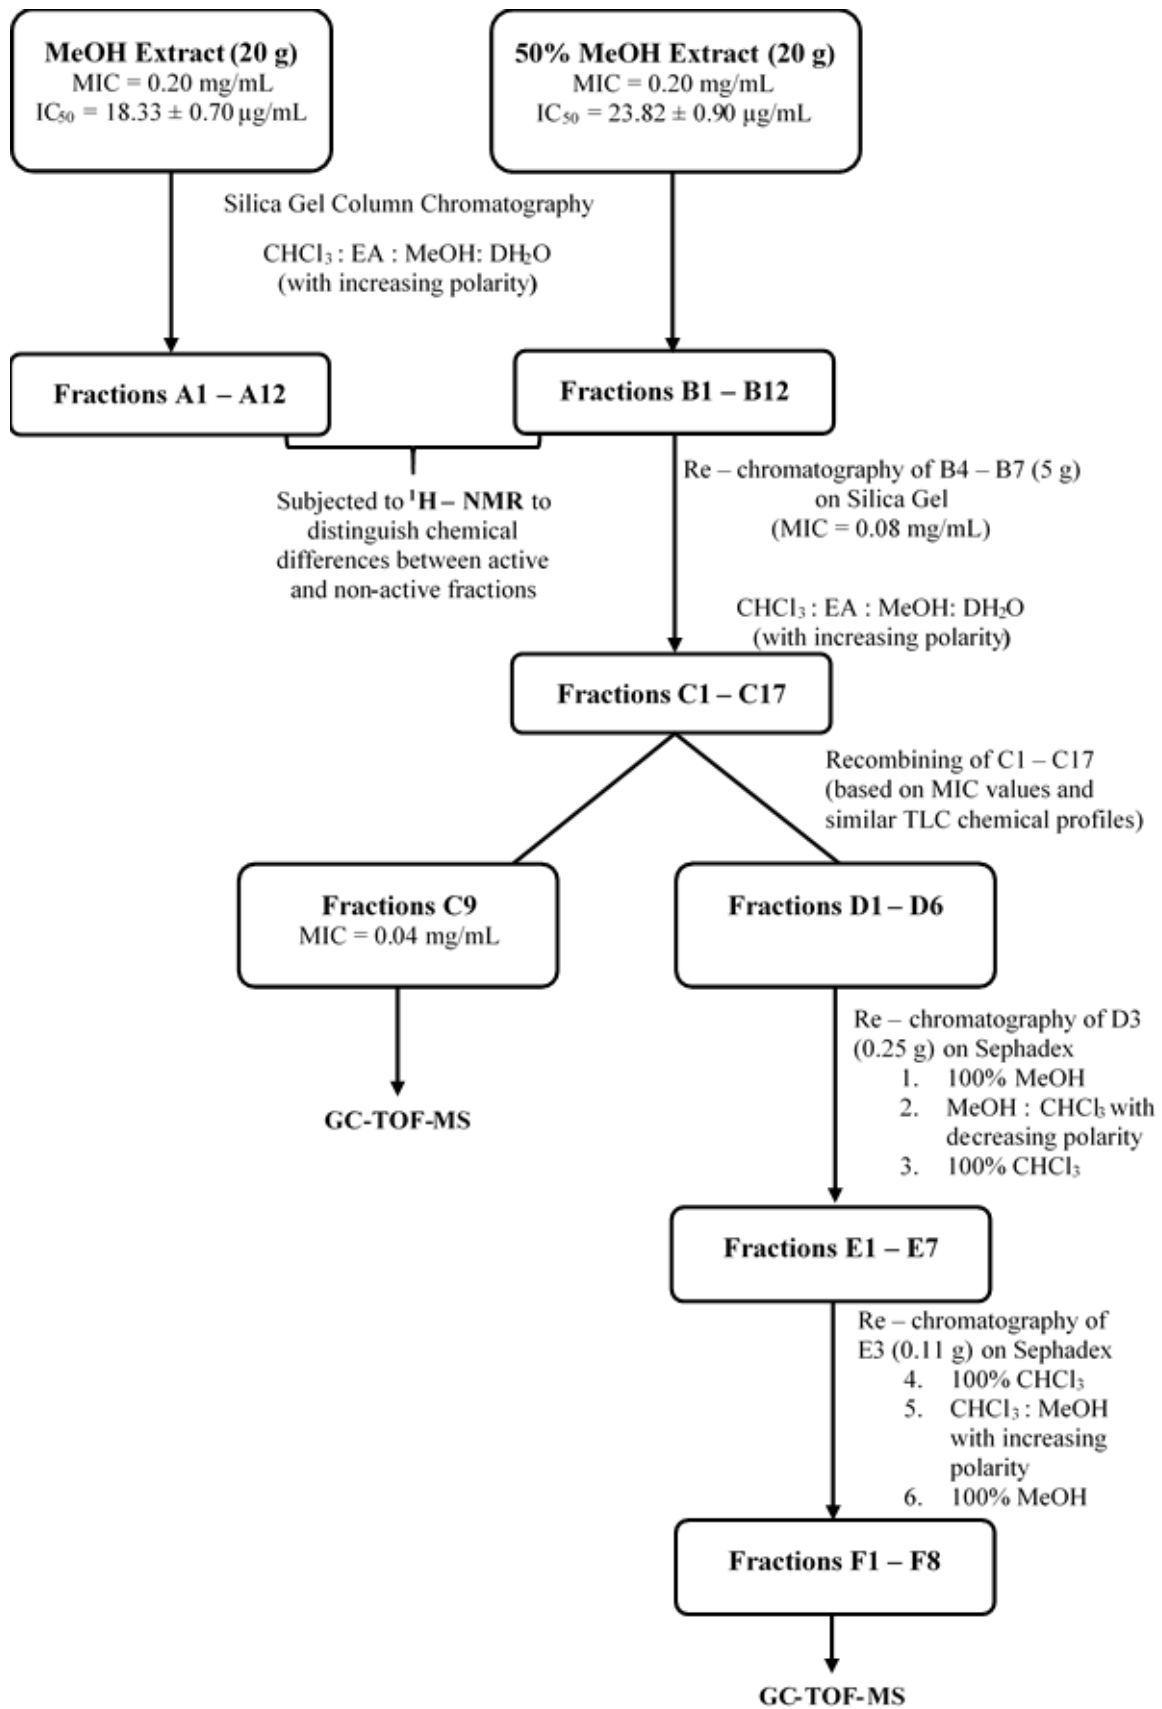 MeOH Extract (20 g)
MIC = 0.20 mg/mL
IC₅₀ = 18.33 ± 0.70 µg/mL
50% MeOH Extract (20 g)
MIC = 0.20 mg/mL
IC₅₀ = 23.82 ± 0.90 µg/mL
Silica Gel Column Chromatography
CHCl₃ : EA : MeOH: DH₂O
(with increasing polarity)
Fractions A1 – A12
Fractions B1 – B12
Subjected to ¹H – NMR to
distinguish chemical
differences between active
and non-active fractions
Re – chromatography of B4 – B7 (5 g)
on Silica Gel
(MIC = 0.08 mg/mL)
CHCl₃ : EA : MeOH: DH₂O
(with increasing polarity)
Fractions C1 – C17
Recombining of C1 – C17
(based on MIC values and
similar TLC chemical profiles)
Fractions C9
MIC = 0.04 mg/mL
Fractions D1 – D6
GC-TOF-MS
Re – chromatography of D3
(0.25 g) on Sephadex
1. 100% MeOH
2. MeOH : CHCl₃ with
decreasing polarity
3. 100% CHCl₃
Fractions E1 – E7
Re – chromatography of
E3 (0.11 g) on Sephadex
4. 100% CHCl₃
5. CHCl₃ : MeOH
with increasing
polarity
6. 100% MeOH
Fractions F1 – F8
GC-TOF-MS